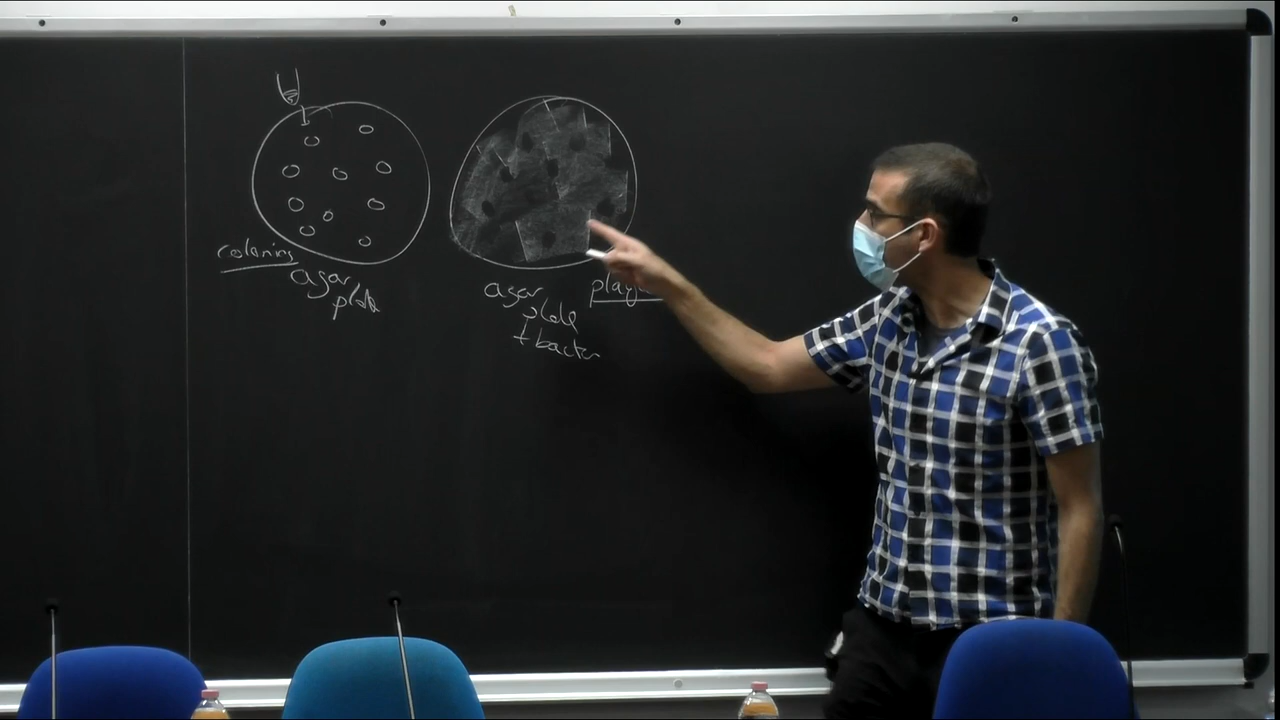 colonies
agar
plate
agar
plate
+ bacter
plaq